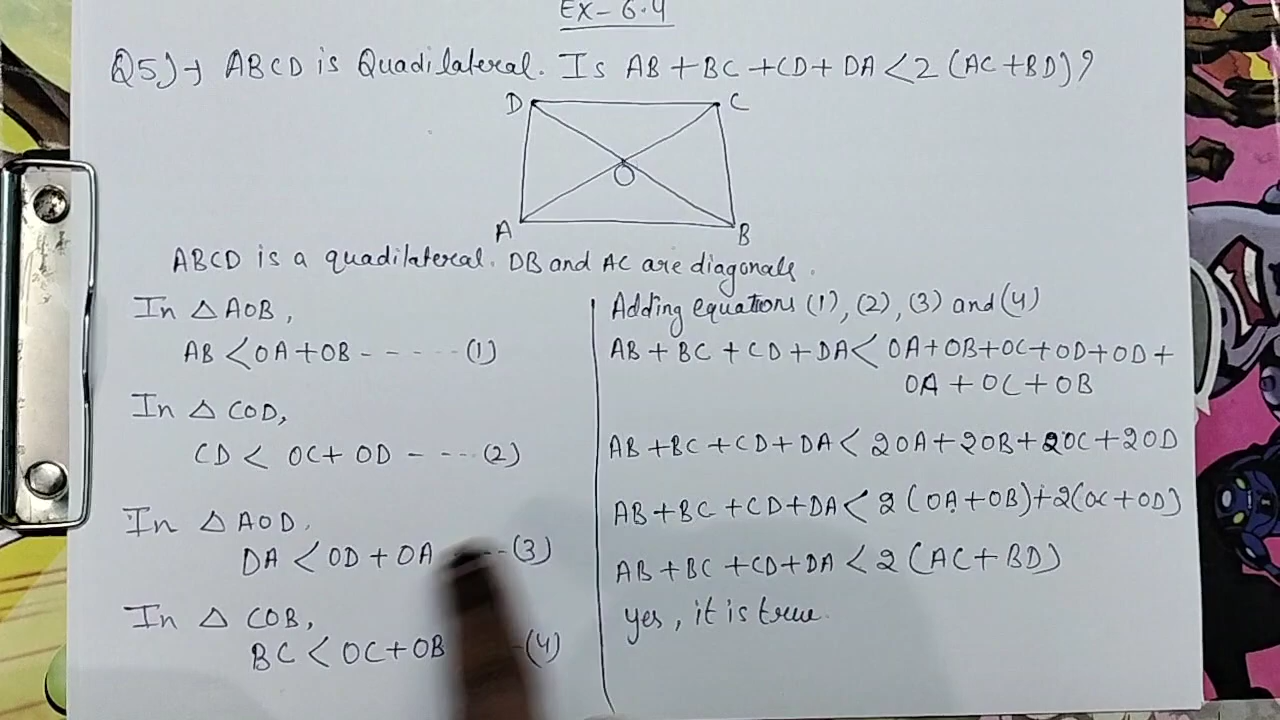 EX-6.4
Q5.)→ ABCD is Quadilateral. Is AB+BC+CD+DA<2(AC+BD)?
D C
O
A B
ABCD is a quadilateral. DB and AC are diagonals.
In △AOB,
AB<OA+OB-----(1)
In △COD,
CD< OC+OD - ---(2)
In △AOD,
DA<OD+OA ---(3)
In △ COB,
BC<OC+OB -(4)
Adding equations (1), (2), (3) and (4)
AB+BC+CD+DA< OA+OB+OC+OD+OD+
OA+OC+OB
AB+BC+CD+DA< 2OA+2OB+2OC+2OD
AB+BC+CD+DA<2(OA+OB)+2(OC+OD)
AB+BC+CD+DA<2(AC+BD)
yes, it is true.